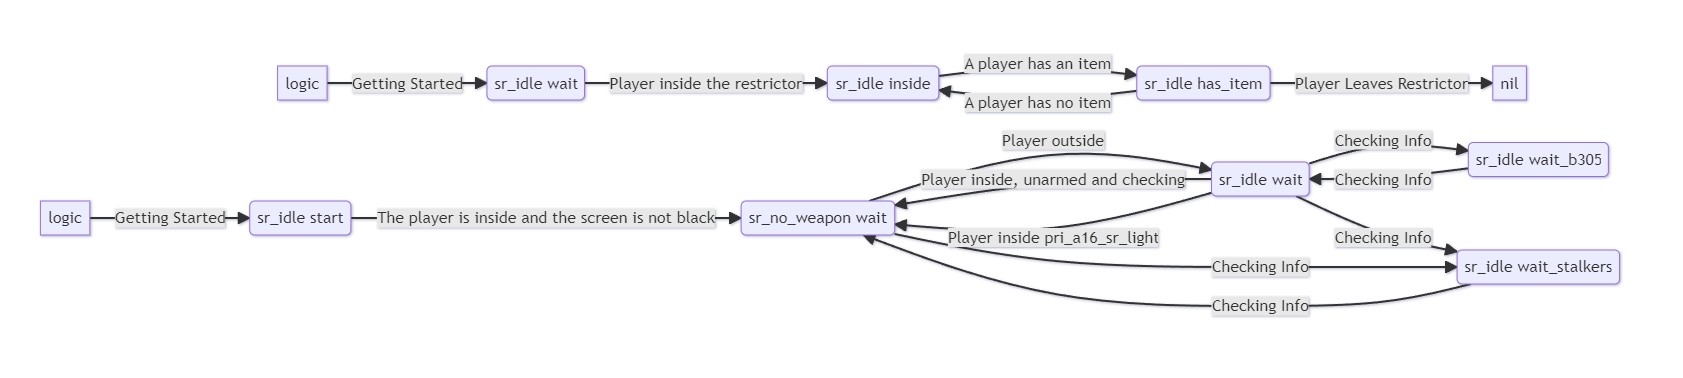 A player has an item
logic
Getting Started
sr_idle wait
Player inside the restrictor
sr_idle inside
sr_idle has_item
Player Leaves Restrictor
nil
A player has no item
Player outside
Checking Info
sr_idle wait_b305
Player inside, unarmed and checking
sr_idle wait
Checking Info
logic
Getting Started
sr_idle start
The player is inside and the screen is not black
sr_no_weapon wait
Player inside pri_a16_sr_light
Checking Info
Checking Info
sr_idle wait_stalkers
Checking Info